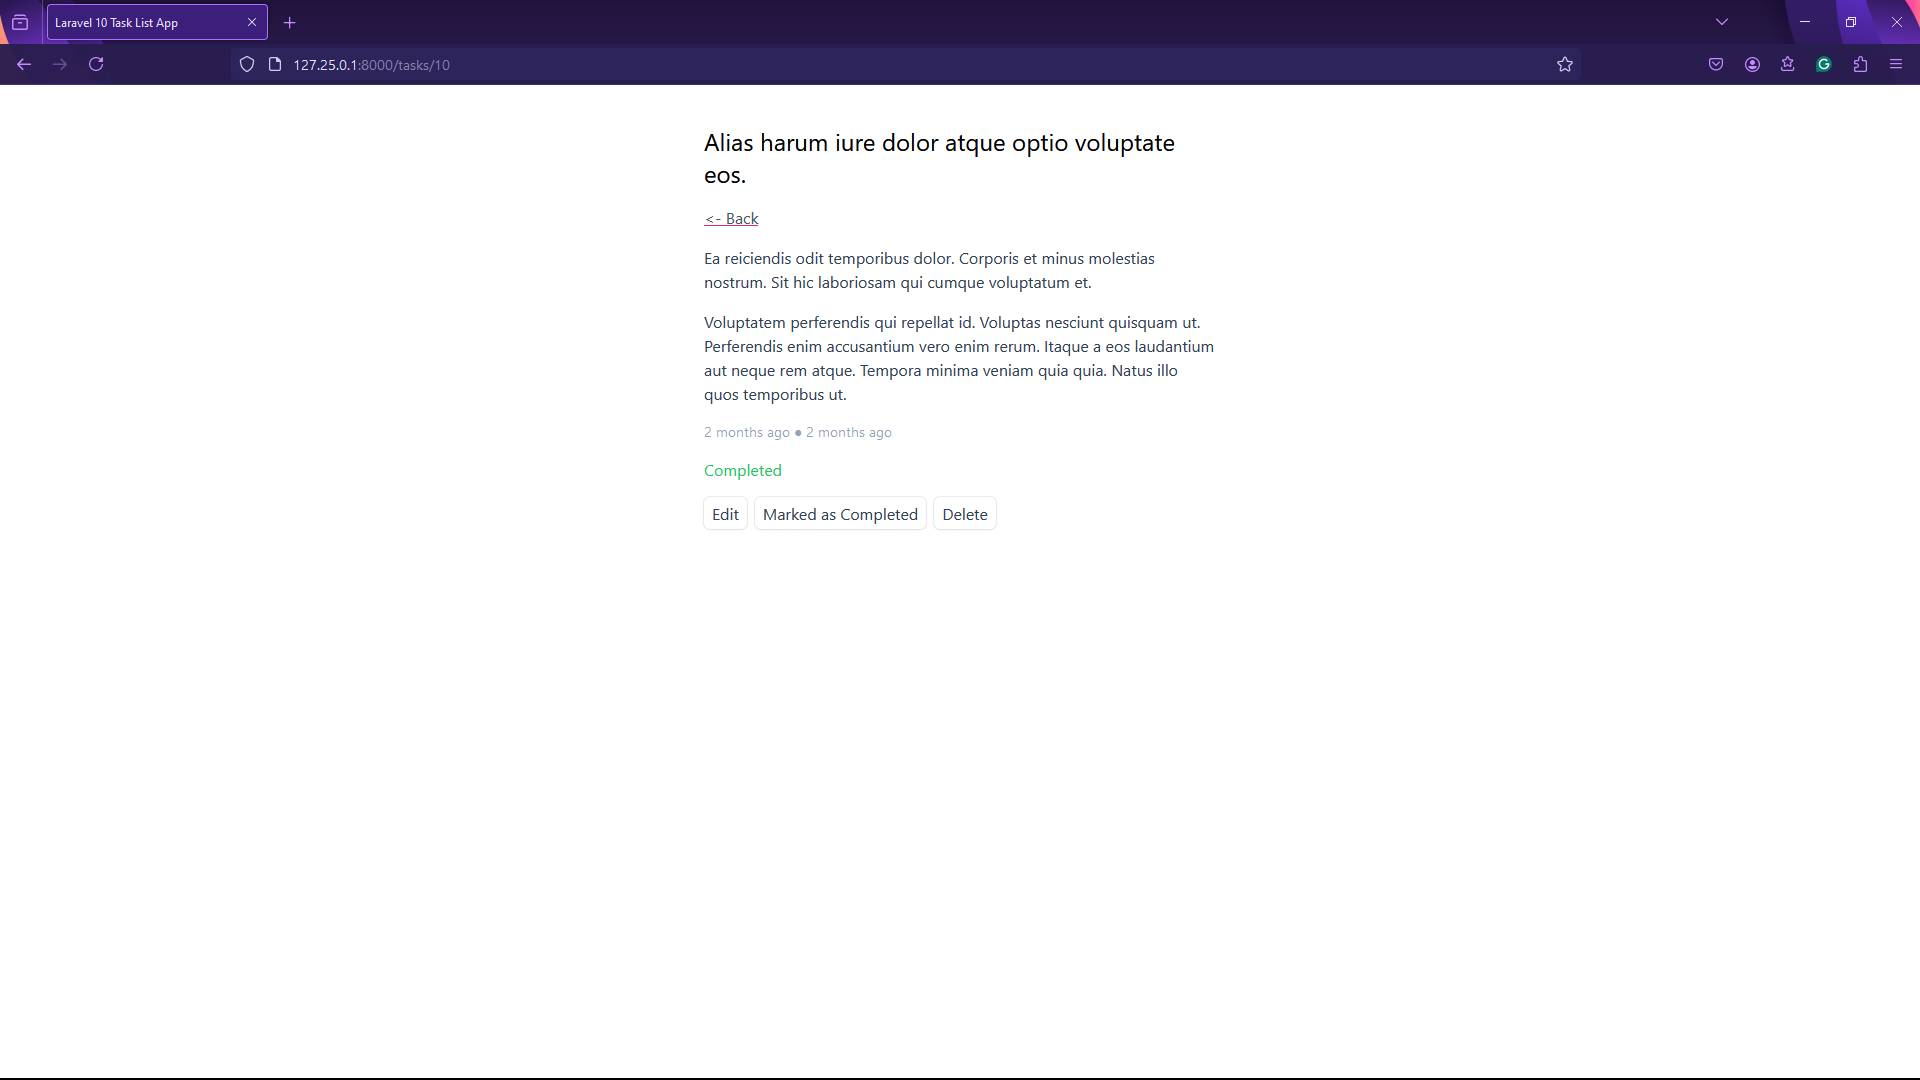 Laravel 10 Task List App
127.25.0.1:8000/tasks/10
Alias harum iure dolor atque optio voluptate
eos.
<- Back
Ea reiciendis odit temporibus dolor. Corporis et minus molestias
nostrum. Sit hic laboriosam qui cumque voluptatum et.
Voluptatem perferendis qui repellat id. Voluptas nesciunt quisquam ut.
Perferendis enim accusantium vero enim rerum. Itaque a eos laudantium
aut neque rem atque. Tempora minima veniam quia quia. Natus illo
quos temporibus ut.
2 months ago ● 2 months ago
Completed
Edit Marked as Completed Delete